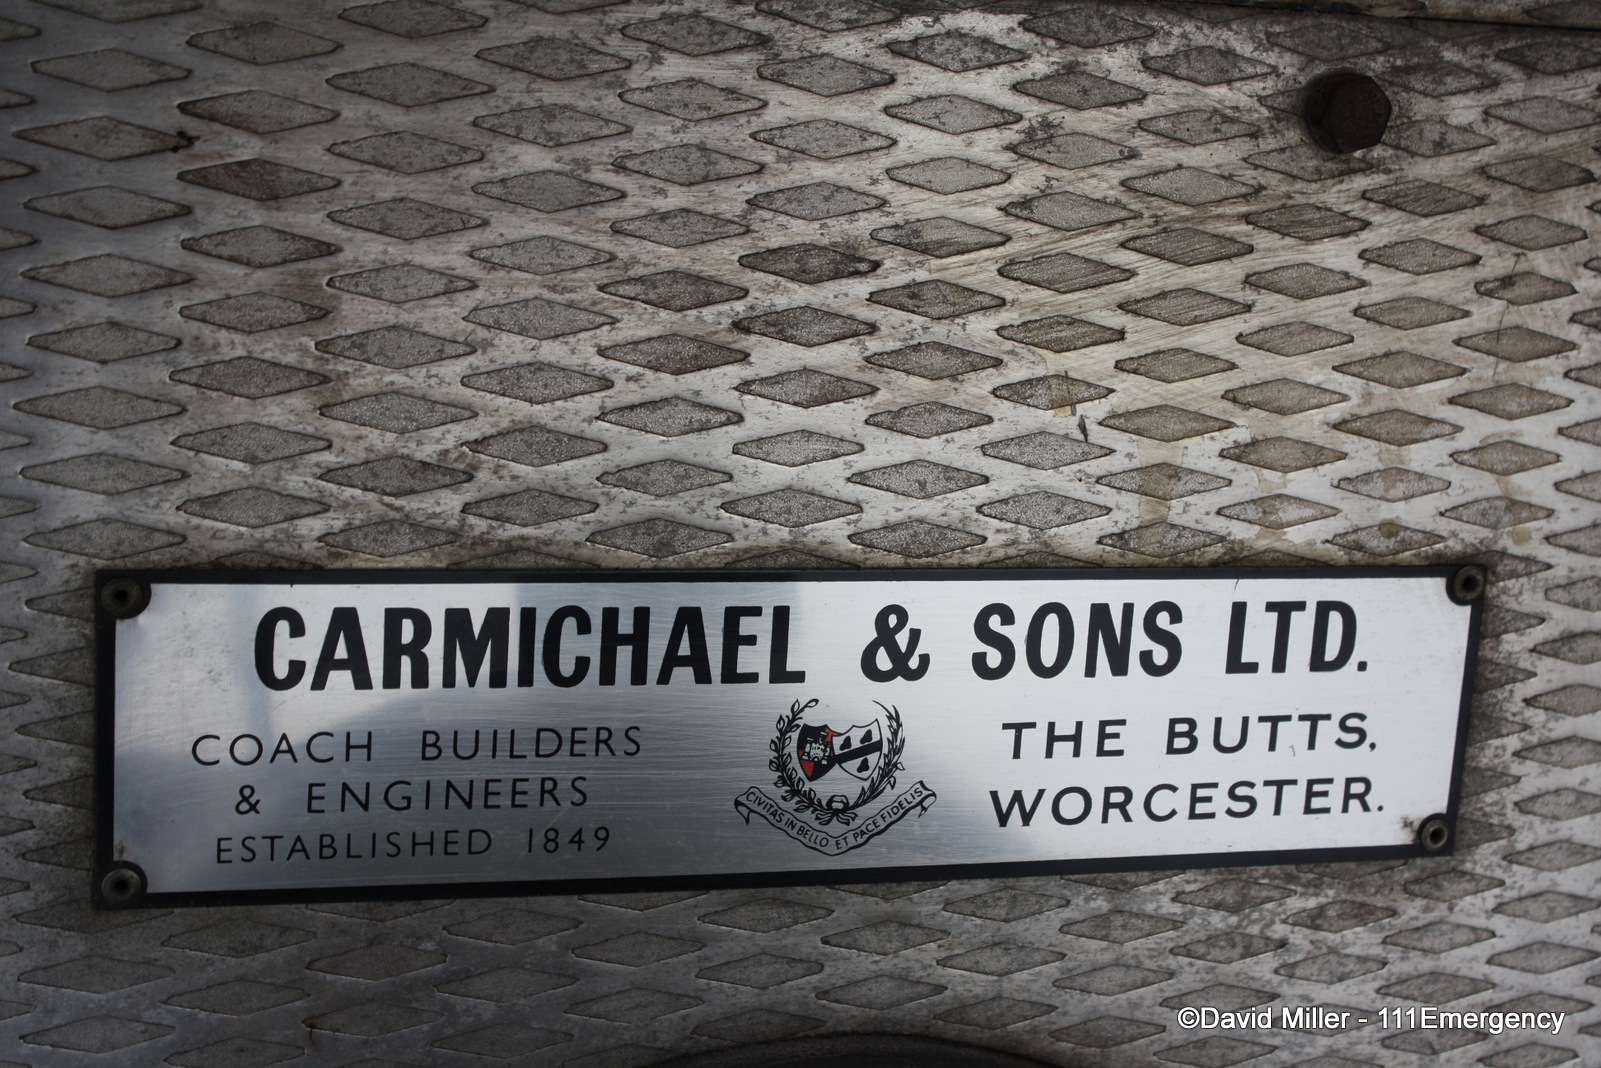 CARMICHAEL & SONS LTD.
COACH BUILDERS
& ENGINEERS
ESTABLISHED 1849
CIVITAS IN BELLO ET PACE FIDELIS
THE BUTTS,
WORCESTER.
©David Miller - 111Emergency